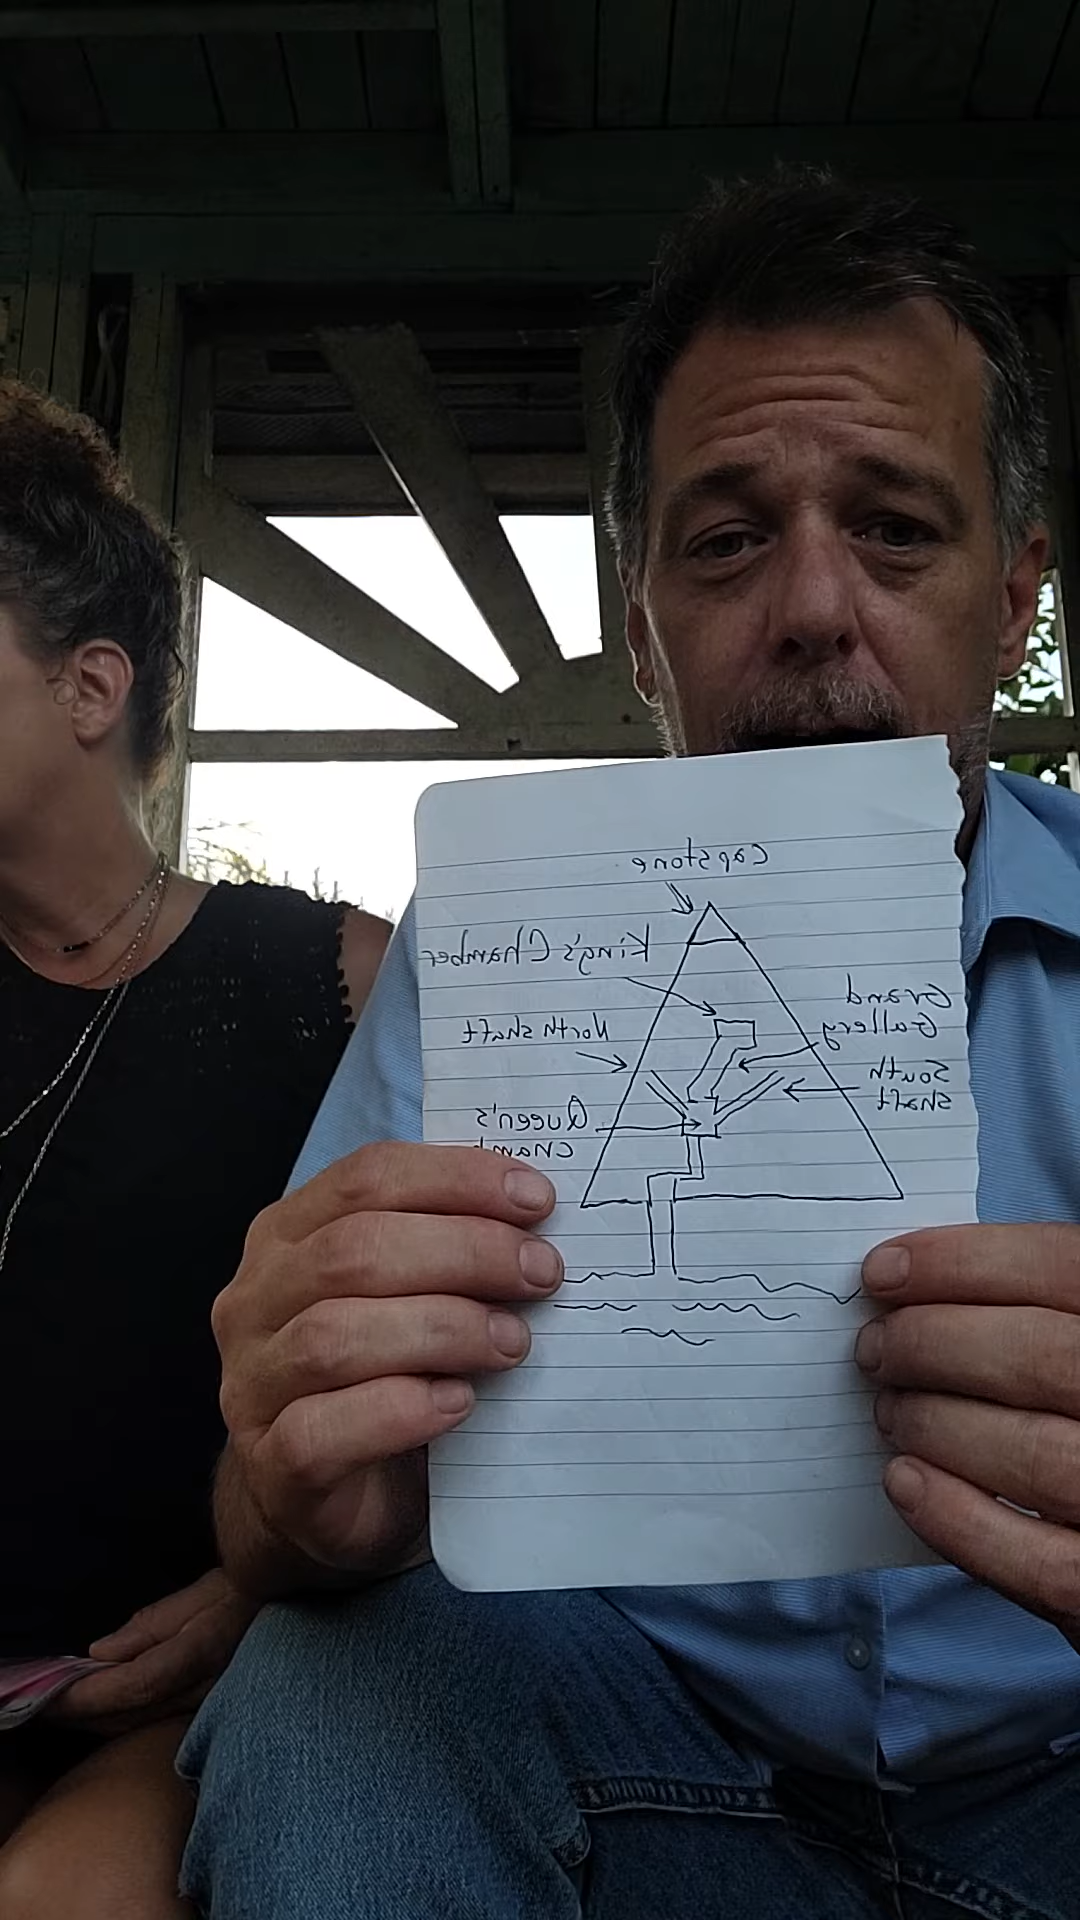 Capstone
King's Chamber
Grand
Gallery
North shaft
South
shaft
Queen's